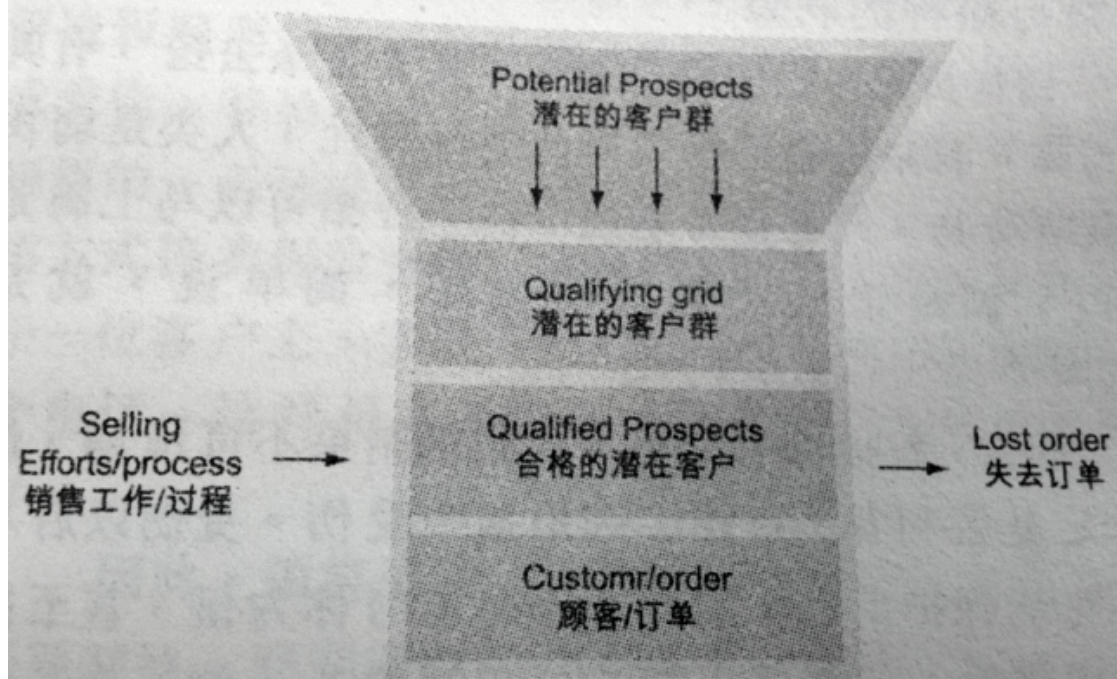 Potential Prospects
潜在的客户群
Qualifying grid
潜在的客户群
Selling
Efforts/process
销售工作/过程
Qualified Prospects
合格的潜在客户
Lost order
失去订单
Customr/order
顾客/订单